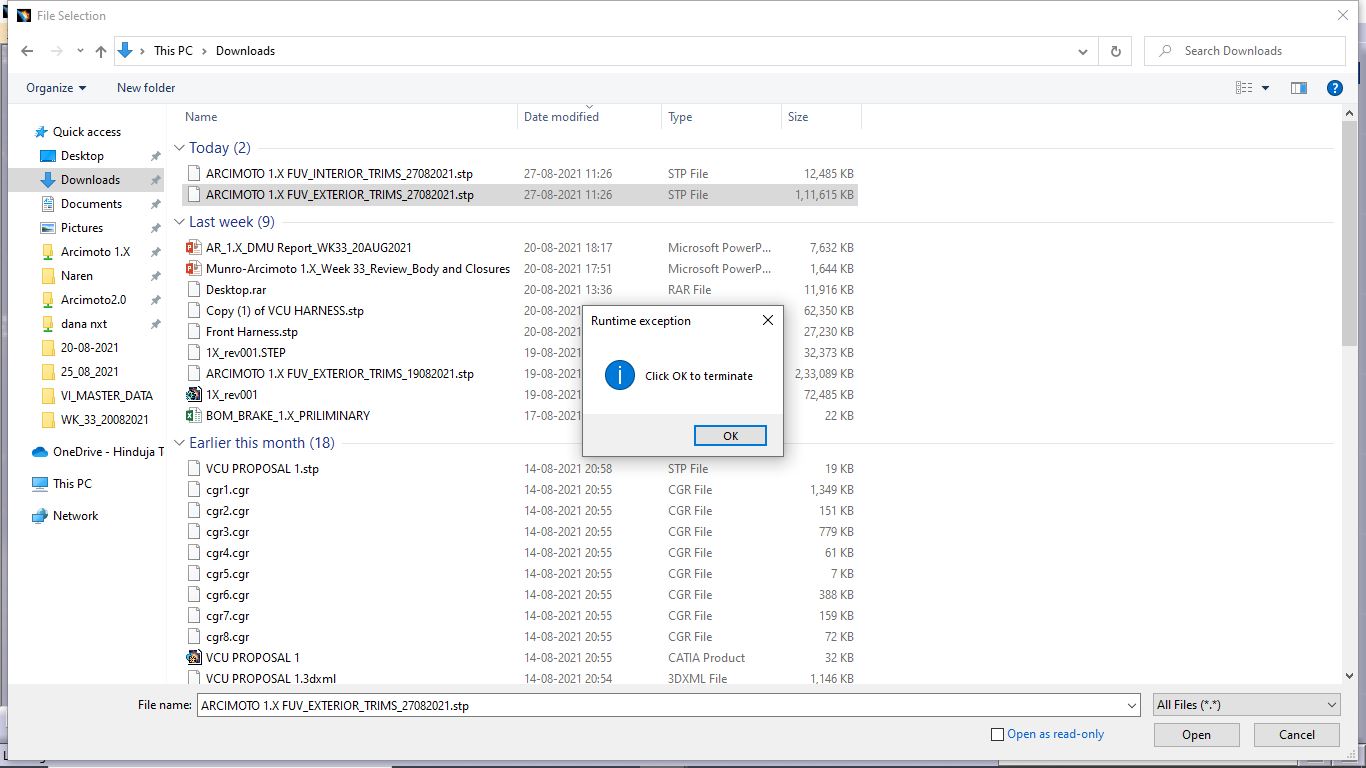 File Selection
This PC Downloads
Search Downloads
Organize New folder
Name Date modified Type Size
Quick access
Desktop
Downloads
Documents
Pictures
Arcimoto 1.X
Naren
Arcimoto2.0
dana nxt
20-08-2021
25_08_2021
VI_MASTER_DATA
WK_33_20082021
OneDrive - Hinduja T
This PC
Network
Today (2)
ARCIMOTO 1.X FUV_INTERIOR_TRIMS_27082021.stp 27-08-2021 11:26 STP File 12,485 KB
ARCIMOTO 1.X FUV_EXTERIOR_TRIMS_27082021.stp 27-08-2021 11:26 STP File 1,11,615 KB
Last week (9)
AR_1.X_DMU Report_WK33_20AUG2021 20-08-2021 18:17 Microsoft PowerP... 7,632 KB
Munro-Arcimoto 1.X_Week 33_Review_Body and Closures 20-08-2021 17:51 Microsoft PowerP... 1,644 KB
Desktop.rar 20-08-2021 13:36 RAR File 11,916 KB
Copy (1) of VCU HARNESS.stp 20-08-2021 62,350 KB
Front Harness.stp 20-08-2021 27,230 KB
1X_rev001.STEP 19-08-2021 32,373 KB
ARCIMOTO 1.X FUV_EXTERIOR_TRIMS_19082021.stp 19-08-2021 2,33,089 KB
1X_rev001 19-08-2021 72,485 KB
BOM_BRAKE_1.X_PRILIMINARY 17-08-2021 22 KB
Earlier this month (18)
VCU PROPOSAL 1.stp 14-08-2021 20:58 STP File 19 KB
cgr1.cgr 14-08-2021 20:55 CGR File 1,349 KB
cgr2.cgr 14-08-2021 20:55 CGR File 151 KB
cgr3.cgr 14-08-2021 20:55 CGR File 779 KB
cgr4.cgr 14-08-2021 20:55 CGR File 61 KB
cgr5.cgr 14-08-2021 20:55 CGR File 7 KB
cgr6.cgr 14-08-2021 20:55 CGR File 388 KB
cgr7.cgr 14-08-2021 20:55 CGR File 159 KB
cgr8.cgr 14-08-2021 20:55 CGR File 72 KB
VCU PROPOSAL 1 14-08-2021 20:55 CATIA Product 32 KB
VCU PROPOSAL 1.3dxml 14-08-2021 20:54 3DXML File 1,146 KB
Runtime exception
Click OK to terminate
OK
File name: ARCIMOTO 1.X FUV_EXTERIOR_TRIMS_27082021.stp All Files (*.*)
Open as read-only Open Cancel